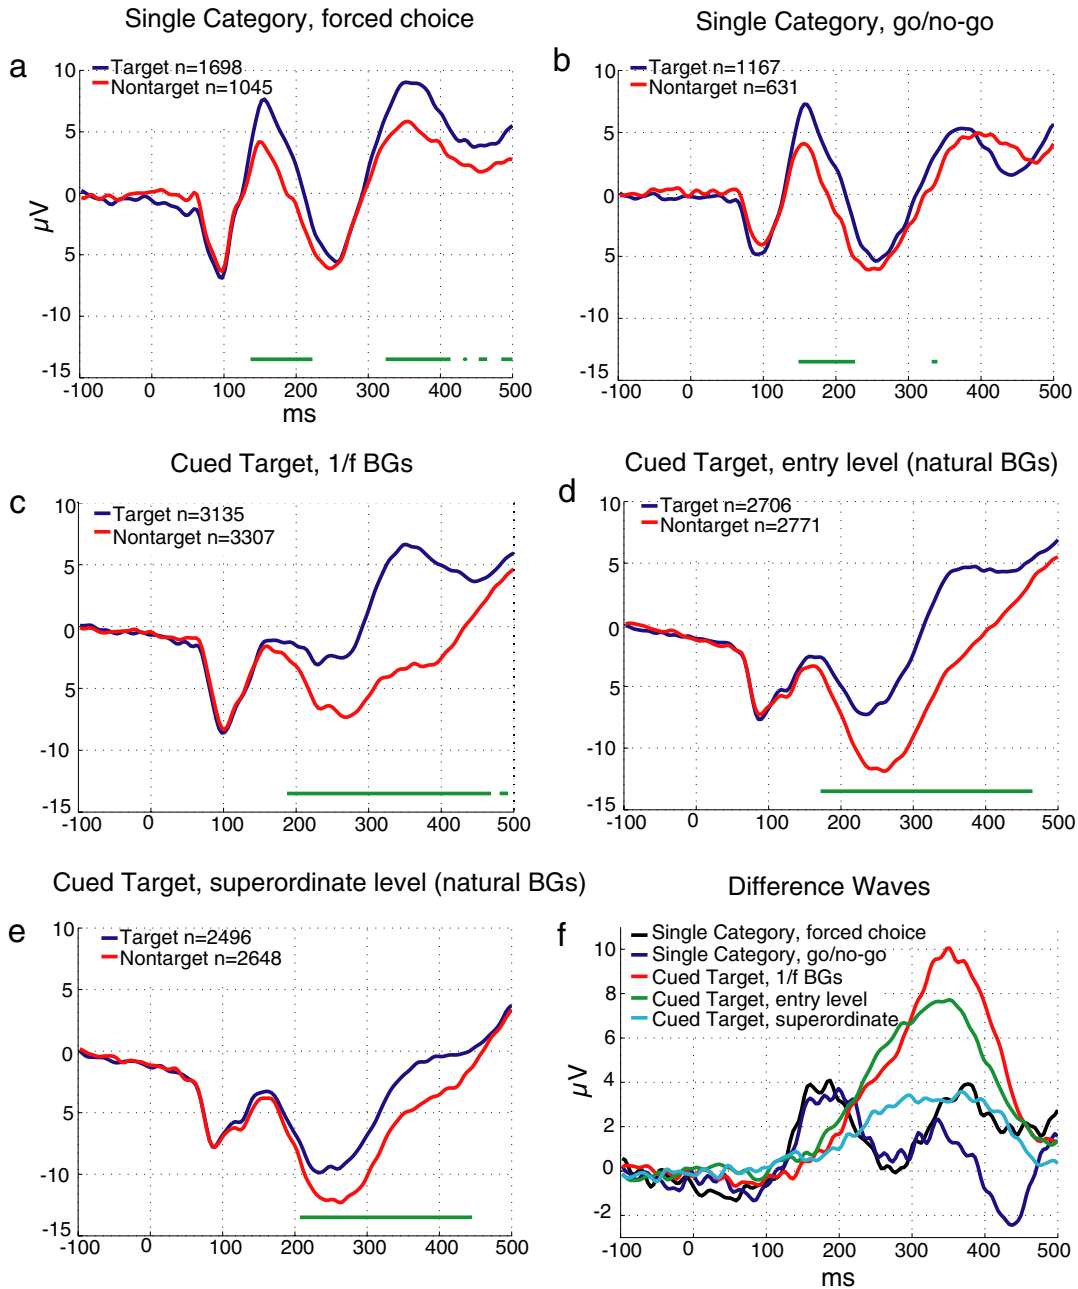 Single Category, forced choice
a
Target n=1698
Nontarget n=1045
10
5
0
5
-10
-15
µV
-100 0 100 200 300 400 500
ms
Single Category, go/no-go
b
Target n=1167
Nontarget n=631
10
5
0
5
-10
-15
-100 0 100 200 300 400 500
Cued Target, 1/f BGs
c
Target n=3135
Nontarget n=3307
10
5
0
5
-10
-15
-100 0 100 200 300 400 500
Cued Target, entry level (natural BGs)
d
Target n=2706
Nontarget n=2771
10
5
0
5
-10
-15
-100 0 100 200 300 400 500
Cued Target, superordinate level (natural BGs)
e
Target n=2496
Nontarget n=2648
10
5
0
5
-10
-15
-100 0 100 200 300 400 500
Difference Waves
f
Single Category, forced choice
Single Category, go/no-go
Cued Target, 1/f BGs
Cued Target, entry level
Cued Target, superordinate
10
8
6
4
2
0
-2
µV
-100 0 100 200 300 400 500
ms